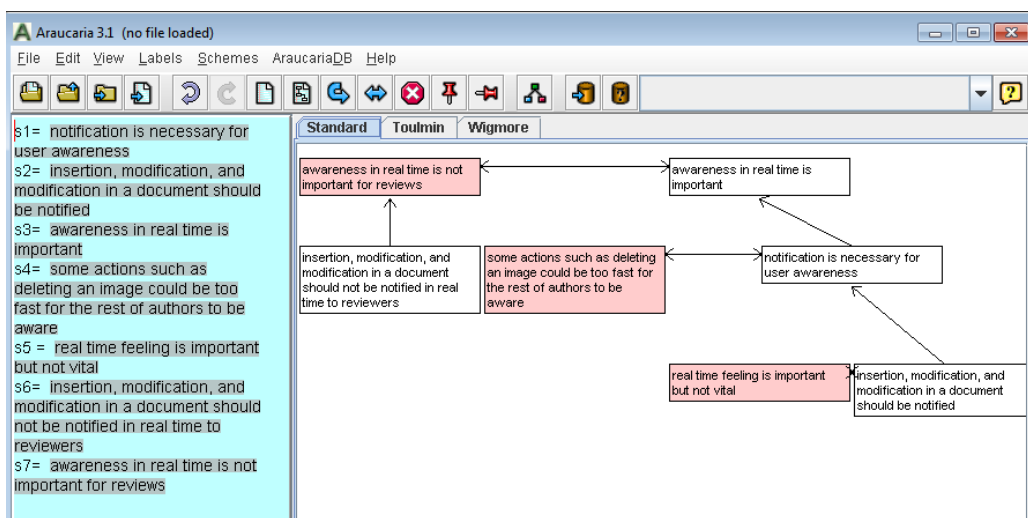 Araucaria 3.1 (no file loaded)
File Edit View Labels Schemes AraucariaDB Help
s1= notification is necessary for
user awareness
s2= insertion, modification, and
modification in a document should
be notified
s3= awareness in real time is
important
s4= some actions such as
deleting an image could be too
fast for the rest of authors to be
aware
s5 = real time feeling is important
but not vital
s6= insertion, modification, and
modification in a document should
not be notified in real time to
reviewers
s7= awareness in real time is not
important for reviews
Standard Toulmin Wigmore
awareness in real time is not
important for reviews
awareness in real time is
important
insertion, modification, and
modification in a document
should not be notified in real
time to reviewers
some actions such as deleting
an image could be too fast for
the rest of authors to be
aware
notification is necessary for
user awareness
real time feeling is important
but not vital
insertion, modification, and
modification in a document
should be notified